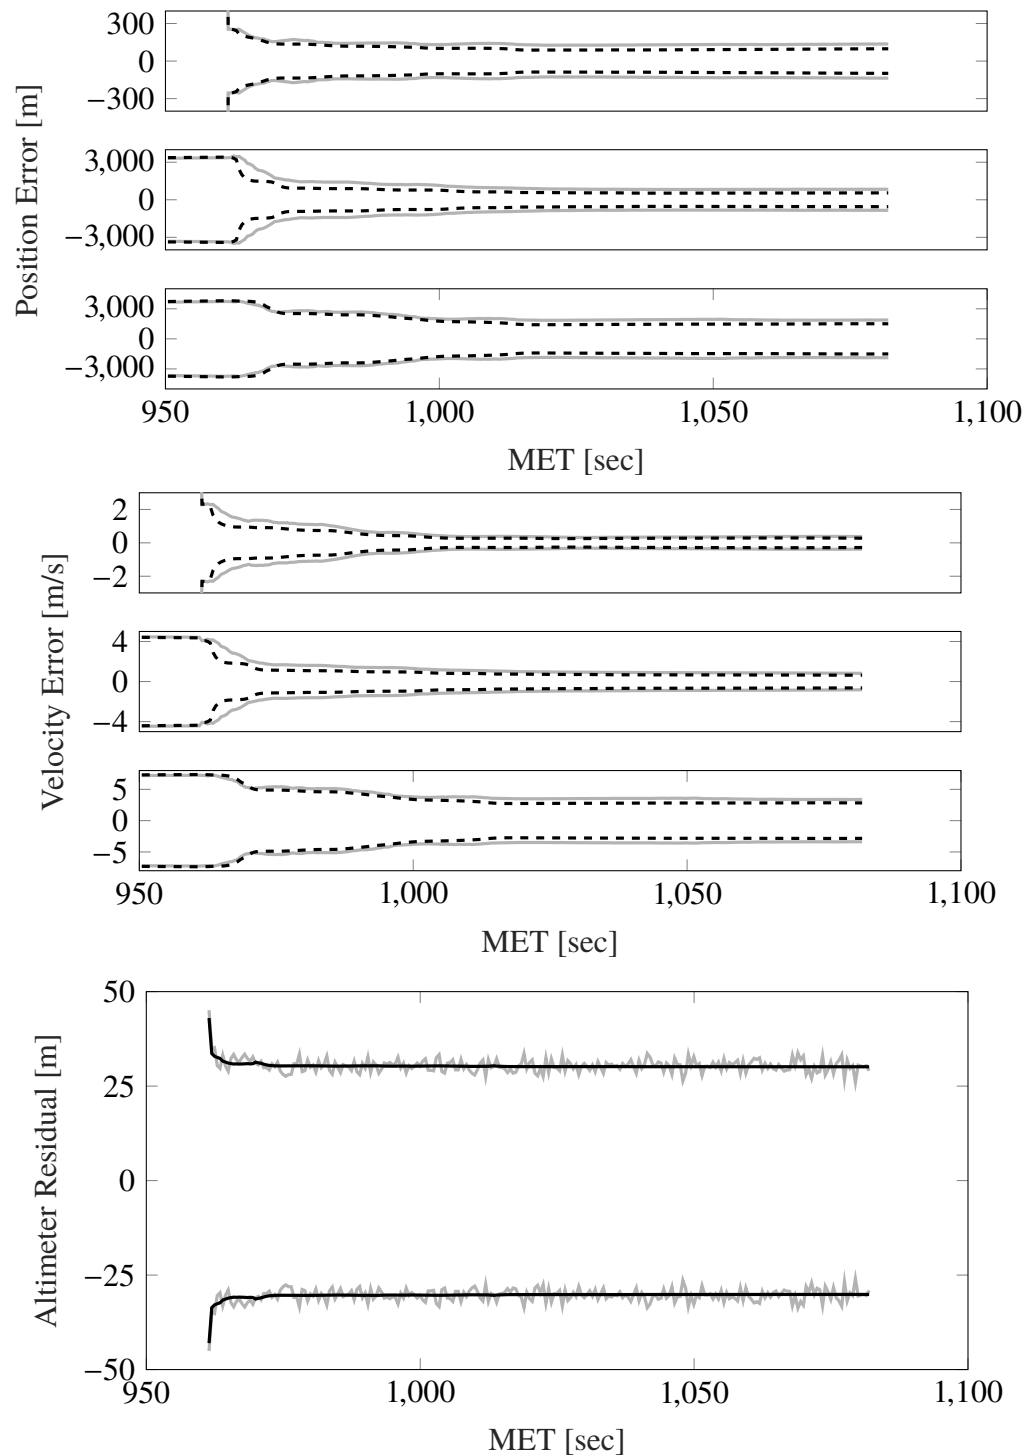 Position Error [m]
300
0
−300
3,000
0
−3,000
3,000
0
−3,000
950 1,000 1,050 1,100
MET [sec]
Velocity Error [m/s]
2
0
−2
4
0
−4
5
0
−5
950 1,000 1,050 1,100
MET [sec]
Altimeter Residual [m]
50
25
0
−25
−50
950 1,000 1,050 1,100
MET [sec]